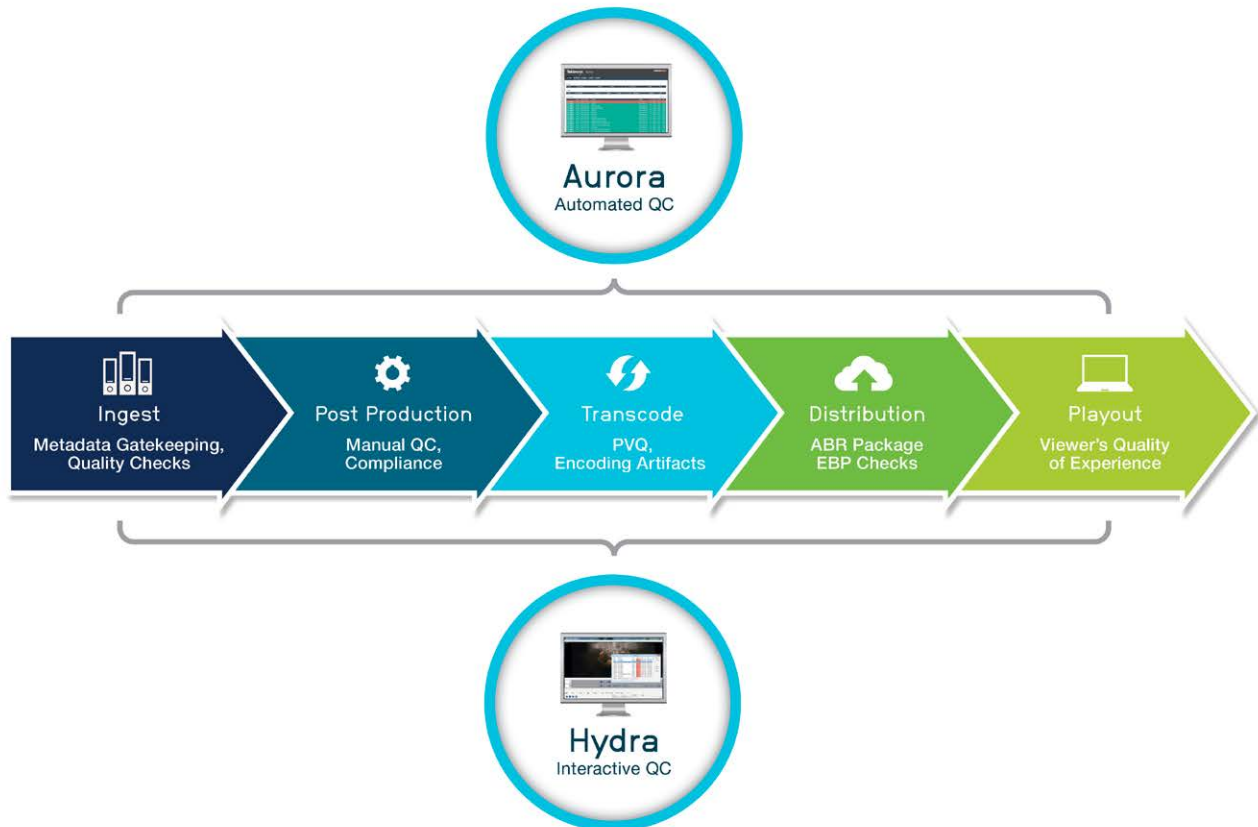 Aurora
Automated QC
Ingest
Metadata Gatekeeping,
Quality Checks
Post Production
Manual QC,
Compliance
Transcode
PVQ,
Encoding Artifacts
Distribution
ABR Package
EBP Checks
Playout
Viewer's Quality
of Experience
Hydra
Interactive QC